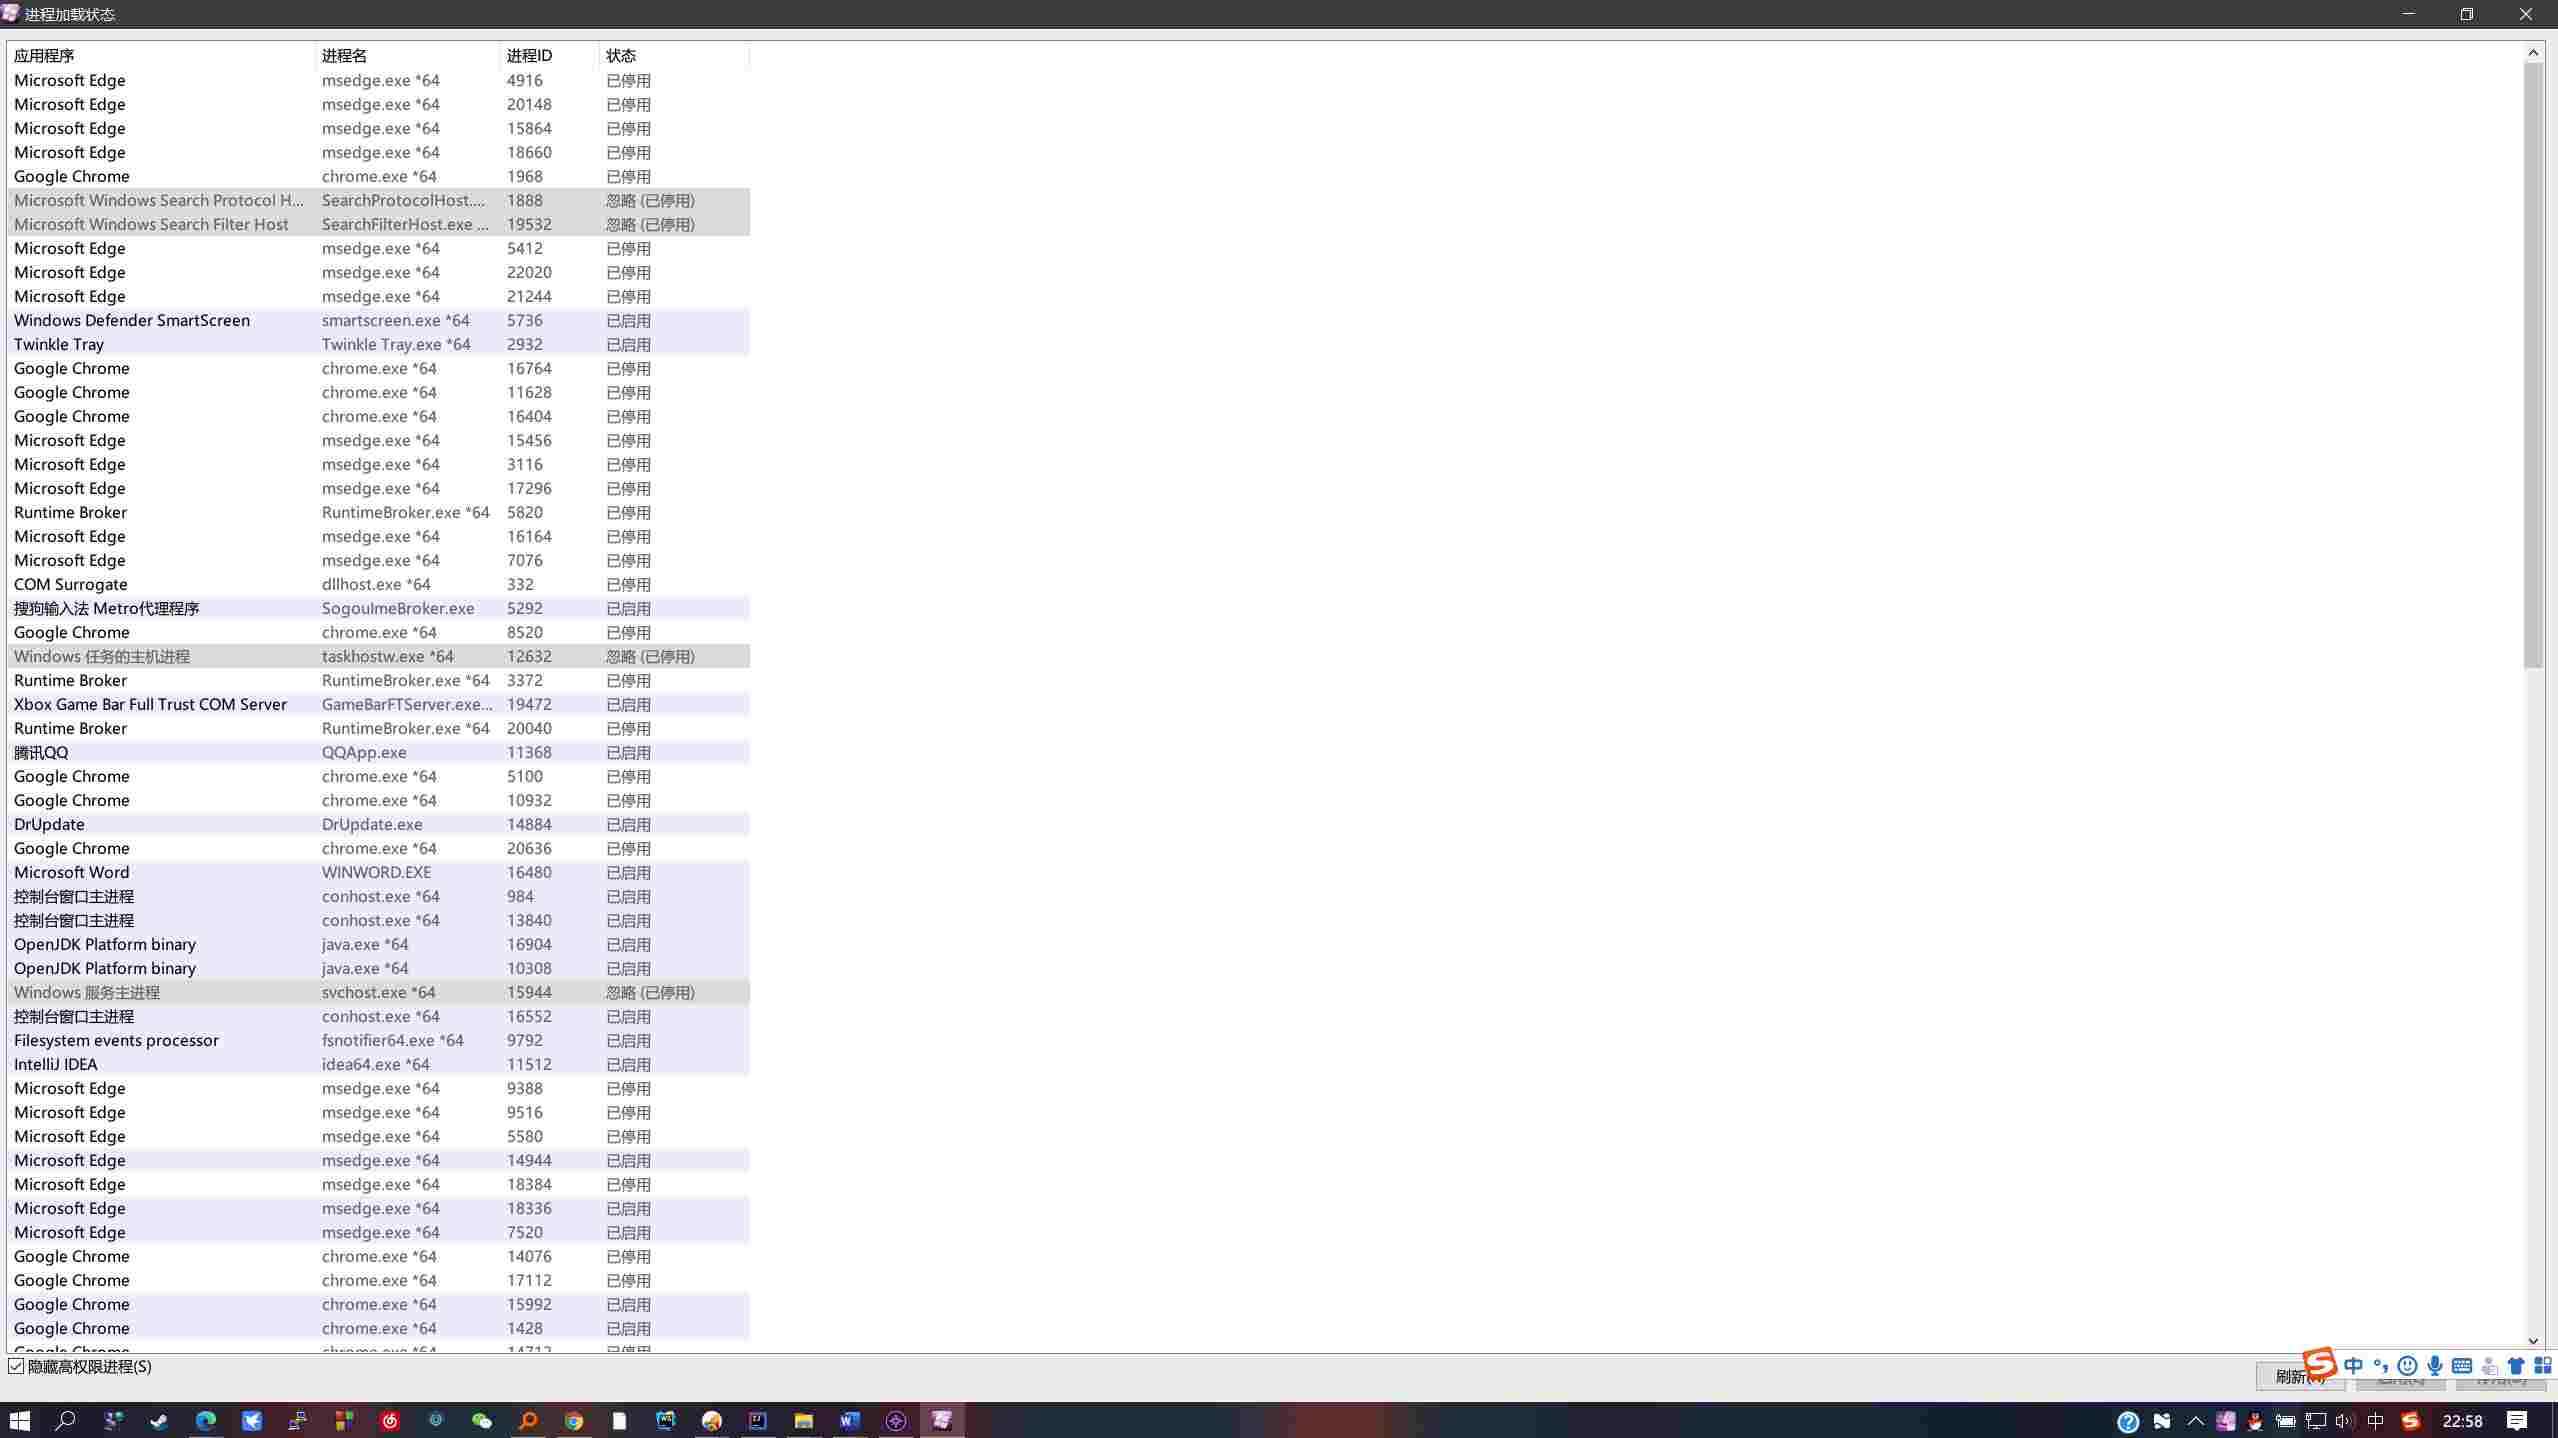 进程加载状态
应用程序 进程名 进程ID 状态
Microsoft Edge msedge.exe *64 4916 已停用
Microsoft Edge msedge.exe *64 20148 已停用
Microsoft Edge msedge.exe *64 15864 已停用
Microsoft Edge msedge.exe *64 18660 已停用
Google Chrome chrome.exe *64 1968 已停用
Microsoft Windows Search Protocol H... SearchProtocolHost.... 1888 忽略 (已停用)
Microsoft Windows Search Filter Host SearchFilterHost.exe ... 19532 忽略 (已停用)
Microsoft Edge msedge.exe *64 5412 已停用
Microsoft Edge msedge.exe *64 22020 已停用
Microsoft Edge msedge.exe *64 21244 已停用
Windows Defender SmartScreen smartscreen.exe *64 5736 已启用
Twinkle Tray Twinkle Tray.exe *64 2932 已启用
Google Chrome chrome.exe *64 16764 已停用
Google Chrome chrome.exe *64 11628 已停用
Google Chrome chrome.exe *64 16404 已停用
Microsoft Edge msedge.exe *64 15456 已停用
Microsoft Edge msedge.exe *64 3116 已停用
Microsoft Edge msedge.exe *64 17296 已停用
Runtime Broker RuntimeBroker.exe *64 5820 已停用
Microsoft Edge msedge.exe *64 16164 已停用
Microsoft Edge msedge.exe *64 7076 已停用
COM Surrogate dllhost.exe *64 332 已停用
搜狗输入法 Metro代理程序 SogouImeBroker.exe 5292 已启用
Google Chrome chrome.exe *64 8520 已停用
Windows 任务的主机进程 taskhostw.exe *64 12632 忽略 (已停用)
Runtime Broker RuntimeBroker.exe *64 3372 已停用
Xbox Game Bar Full Trust COM Server GameBarFTServer.exe... 19472 已启用
Runtime Broker RuntimeBroker.exe *64 20040 已停用
腾讯QQ QQApp.exe 11368 已启用
Google Chrome chrome.exe *64 5100 已停用
Google Chrome chrome.exe *64 10932 已停用
DrUpdate DrUpdate.exe 14884 已启用
Google Chrome chrome.exe *64 20636 已停用
Microsoft Word WINWORD.EXE 16480 已启用
控制台窗口主进程 conhost.exe *64 984 已启用
控制台窗口主进程 conhost.exe *64 13840 已启用
OpenJDK Platform binary java.exe *64 16904 已启用
OpenJDK Platform binary java.exe *64 10308 已启用
Windows 服务主进程 svchost.exe *64 15944 忽略 (已停用)
控制台窗口主进程 conhost.exe *64 16552 已启用
Filesystem events processor fsnotifier64.exe *64 9792 已启用
IntelliJ IDEA idea64.exe *64 11512 已启用
Microsoft Edge msedge.exe *64 9388 已停用
Microsoft Edge msedge.exe *64 9516 已停用
Microsoft Edge msedge.exe *64 5580 已停用
Microsoft Edge msedge.exe *64 14944 已启用
Microsoft Edge msedge.exe *64 18384 已停用
Microsoft Edge msedge.exe *64 18336 已启用
Microsoft Edge msedge.exe *64 7520 已启用
Google Chrome chrome.exe *64 14076 已停用
Google Chrome chrome.exe *64 17112 已停用
Google Chrome chrome.exe *64 15992 已启用
Google Chrome chrome.exe *64 1428 已启用
Google Chrome chrome.exe *64 14712 已停用
隐藏高权限进程(S)
刷新
中
中
22:58